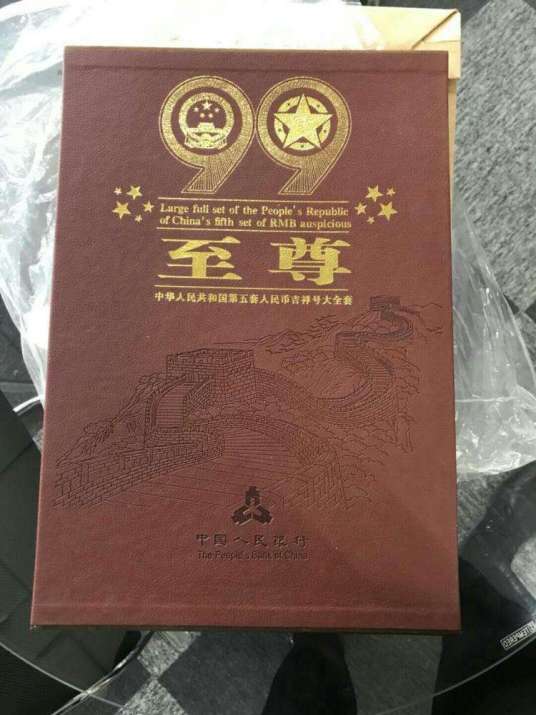 99
Large full set of the People's Republic
of China's fifth set of RMB auspicious
至尊
中华人民共和国第五套人民币吉祥号大全套
中国人民银行
The People's Bank of China